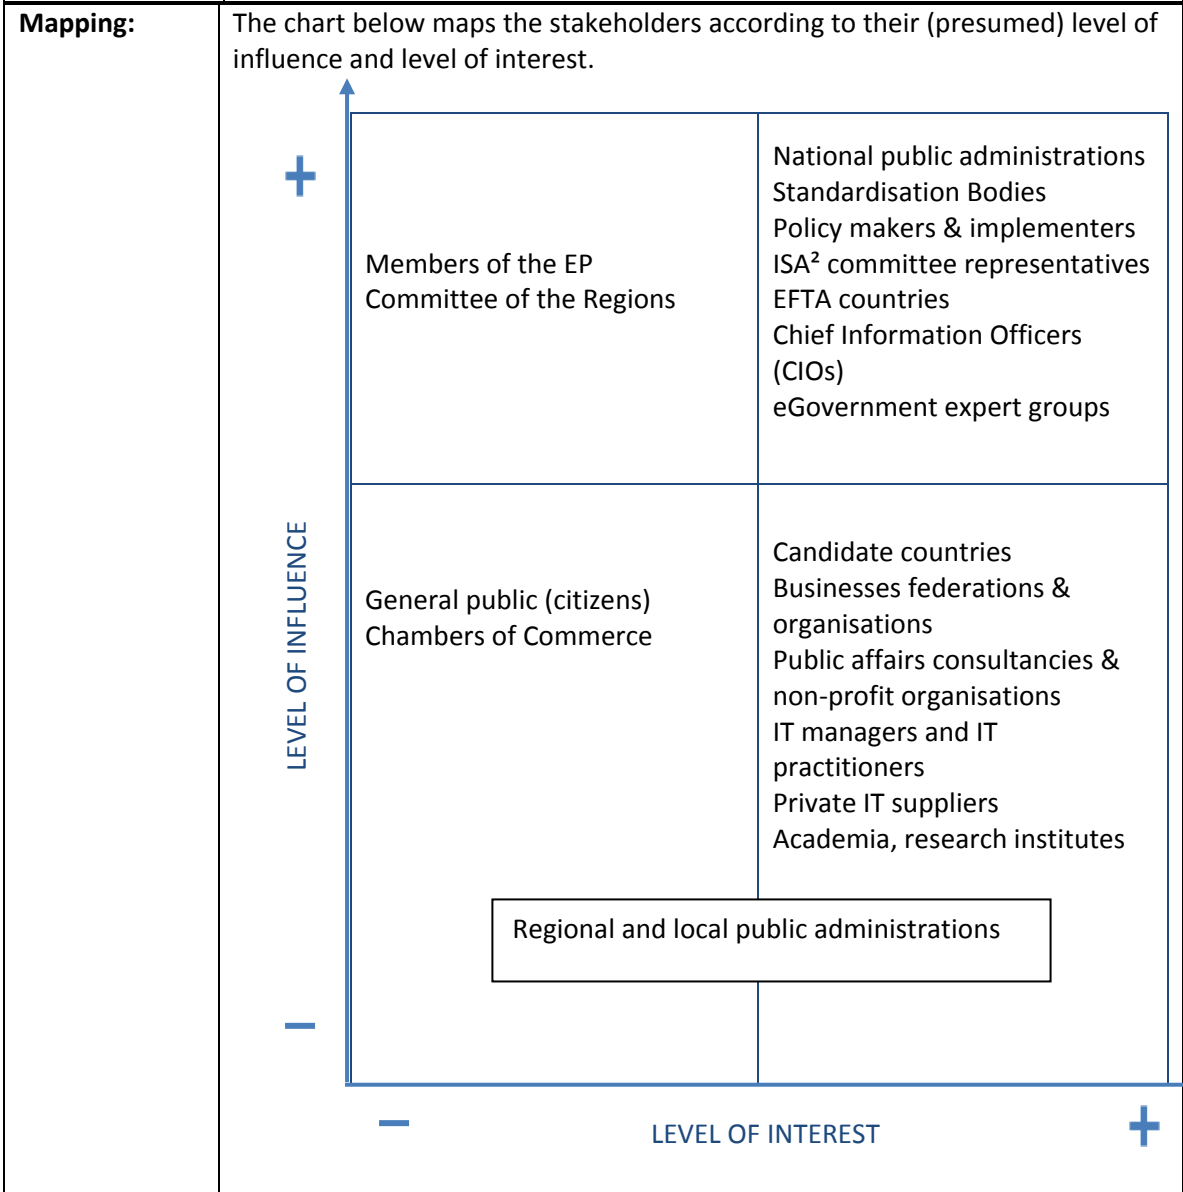 Mapping:
The chart below maps the stakeholders according to their (presumed) level of
influence and level of interest.
+
Members of the EP
Committee of the Regions
National public administrations
Standardisation Bodies
Policy makers & implementers
ISA² committee representatives
EFTA countries
Chief Information Officers
(CIOs)
eGovernment expert groups
LEVEL OF INFLUENCE
General public (citizens)
Chambers of Commerce
Candidate countries
Businesses federations &
organisations
Public affairs consultancies &
non-profit organisations
IT managers and IT
practitioners
Private IT suppliers
Academia, research institutes
Regional and local public administrations
–
–
LEVEL OF INTEREST
+